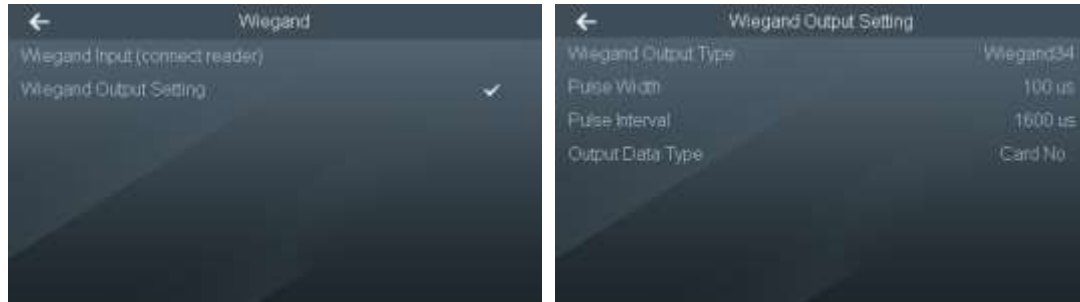 Wiegand
Wiegand Input (connect reader)
Wiegand Output Setting
Wiegand Output Setting
Wiegand Output Type Wiegand34
Pulse Width 100 us
Pulse Interval 1600 us
Output Data Type Card No